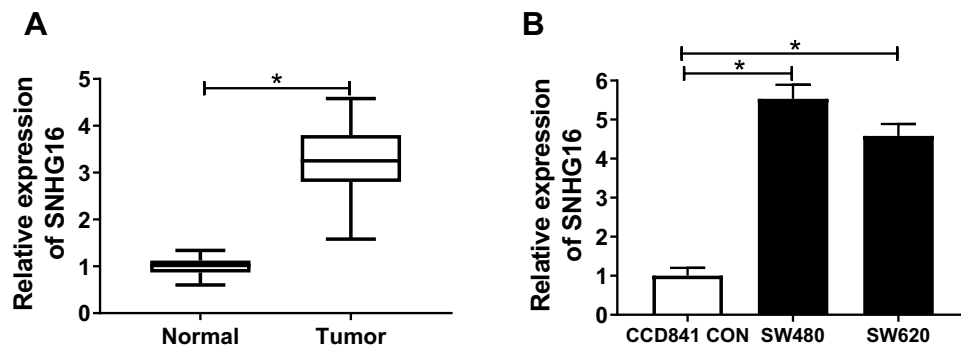 A
Relative expression
of SNHG16
5
4
3
2
1
0
*
Normal
Tumor
B
Relative expression
of SNHG16
6
5
4
3
2
1
0
*
*
CCD841 CON
SW480
SW620